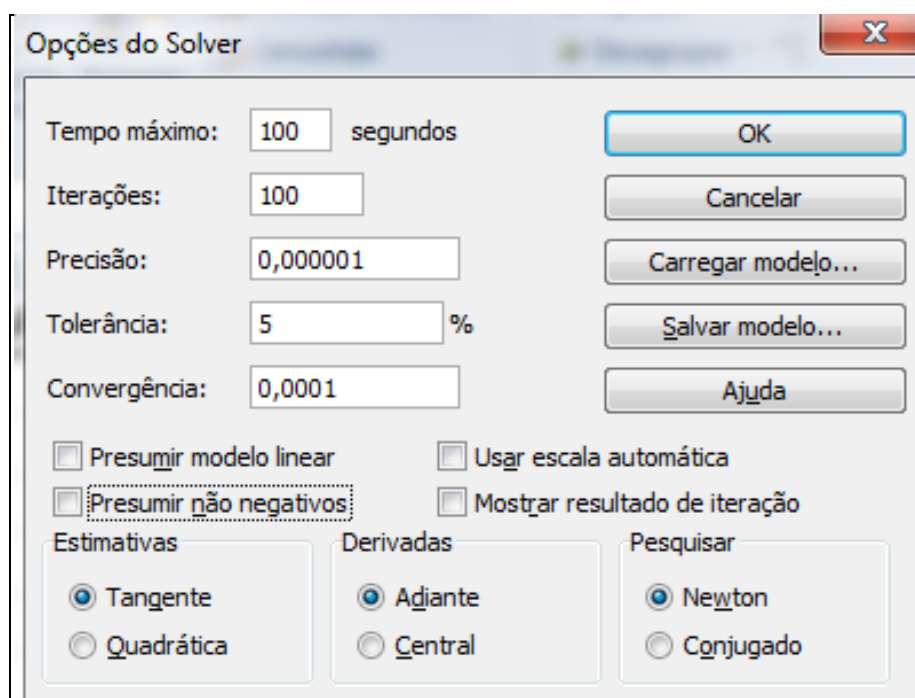 Opções do Solver
Tempo máximo: 100 segundos
OK
Iterações: 100
Cancelar
Precisão: 0,000001
Carregar modelo...
Tolerância: 5 %
Salvar modelo...
Convergência: 0,0001
Ajuda
Presumir modelo linear
Usar escala automática
Presumir não negativos
Mostrar resultado de iteração
Estimativas
Derivadas
Pesquisar
Tangente
Adiante
Newton
Quadrática
Central
Conjugado